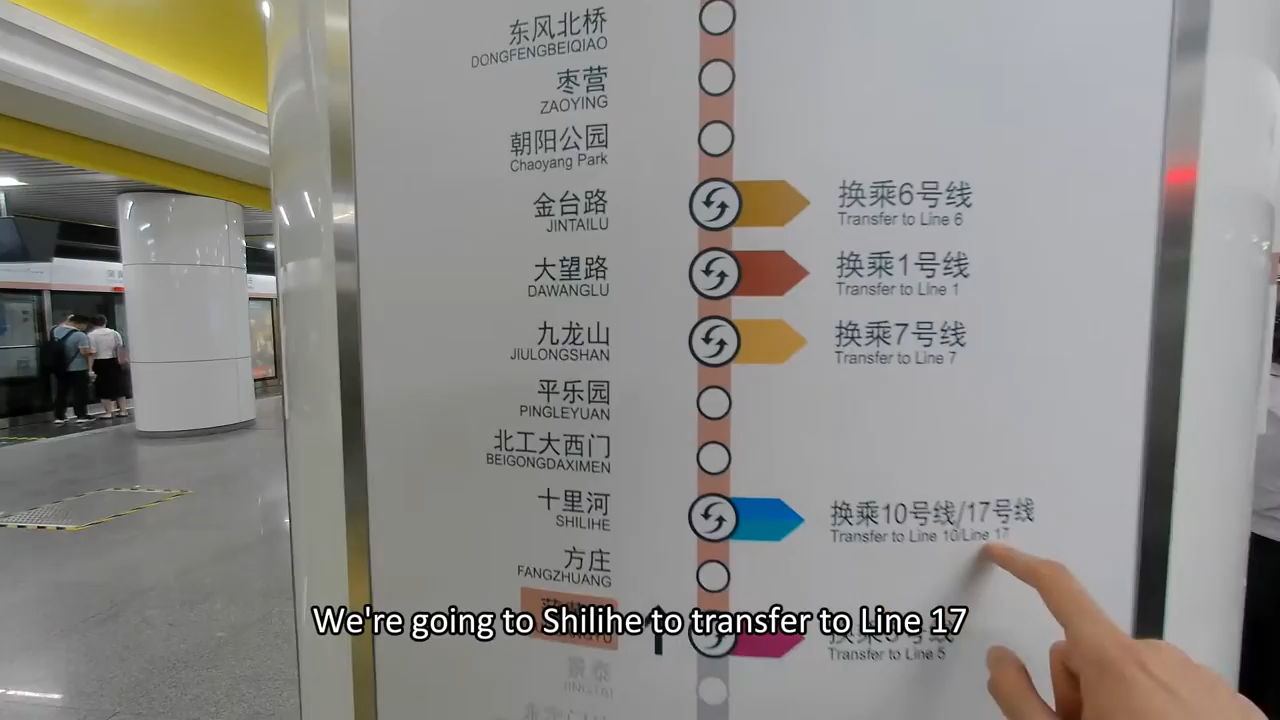 东风北桥
DONGFENGBEIQIAO
枣营
ZAOYING
朝阳公园
Chaoyang Park
金台路
JINTAILU
换乘6号线
Transfer to Line 6
大望路
DAWANGLU
换乘1号线
Transfer to Line 1
九龙山
JIULONGSHAN
换乘7号线
Transfer to Line 7
平乐园
PINGLEYUAN
北工大西门
BEIGONGDAXIMEN
十里河
SHILIHE
换乘10号线/17号线
Transfer to Line 10/Line 17
方庄
FANGZHUANG
We're going to Shilihe to transfer to Line 17
Transfer to Line 5
景泰
JINGTAI